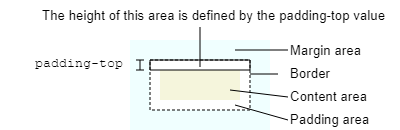 The height of this area is defined by the padding-top value
Margin area
padding-top
Border
Content area
Padding area